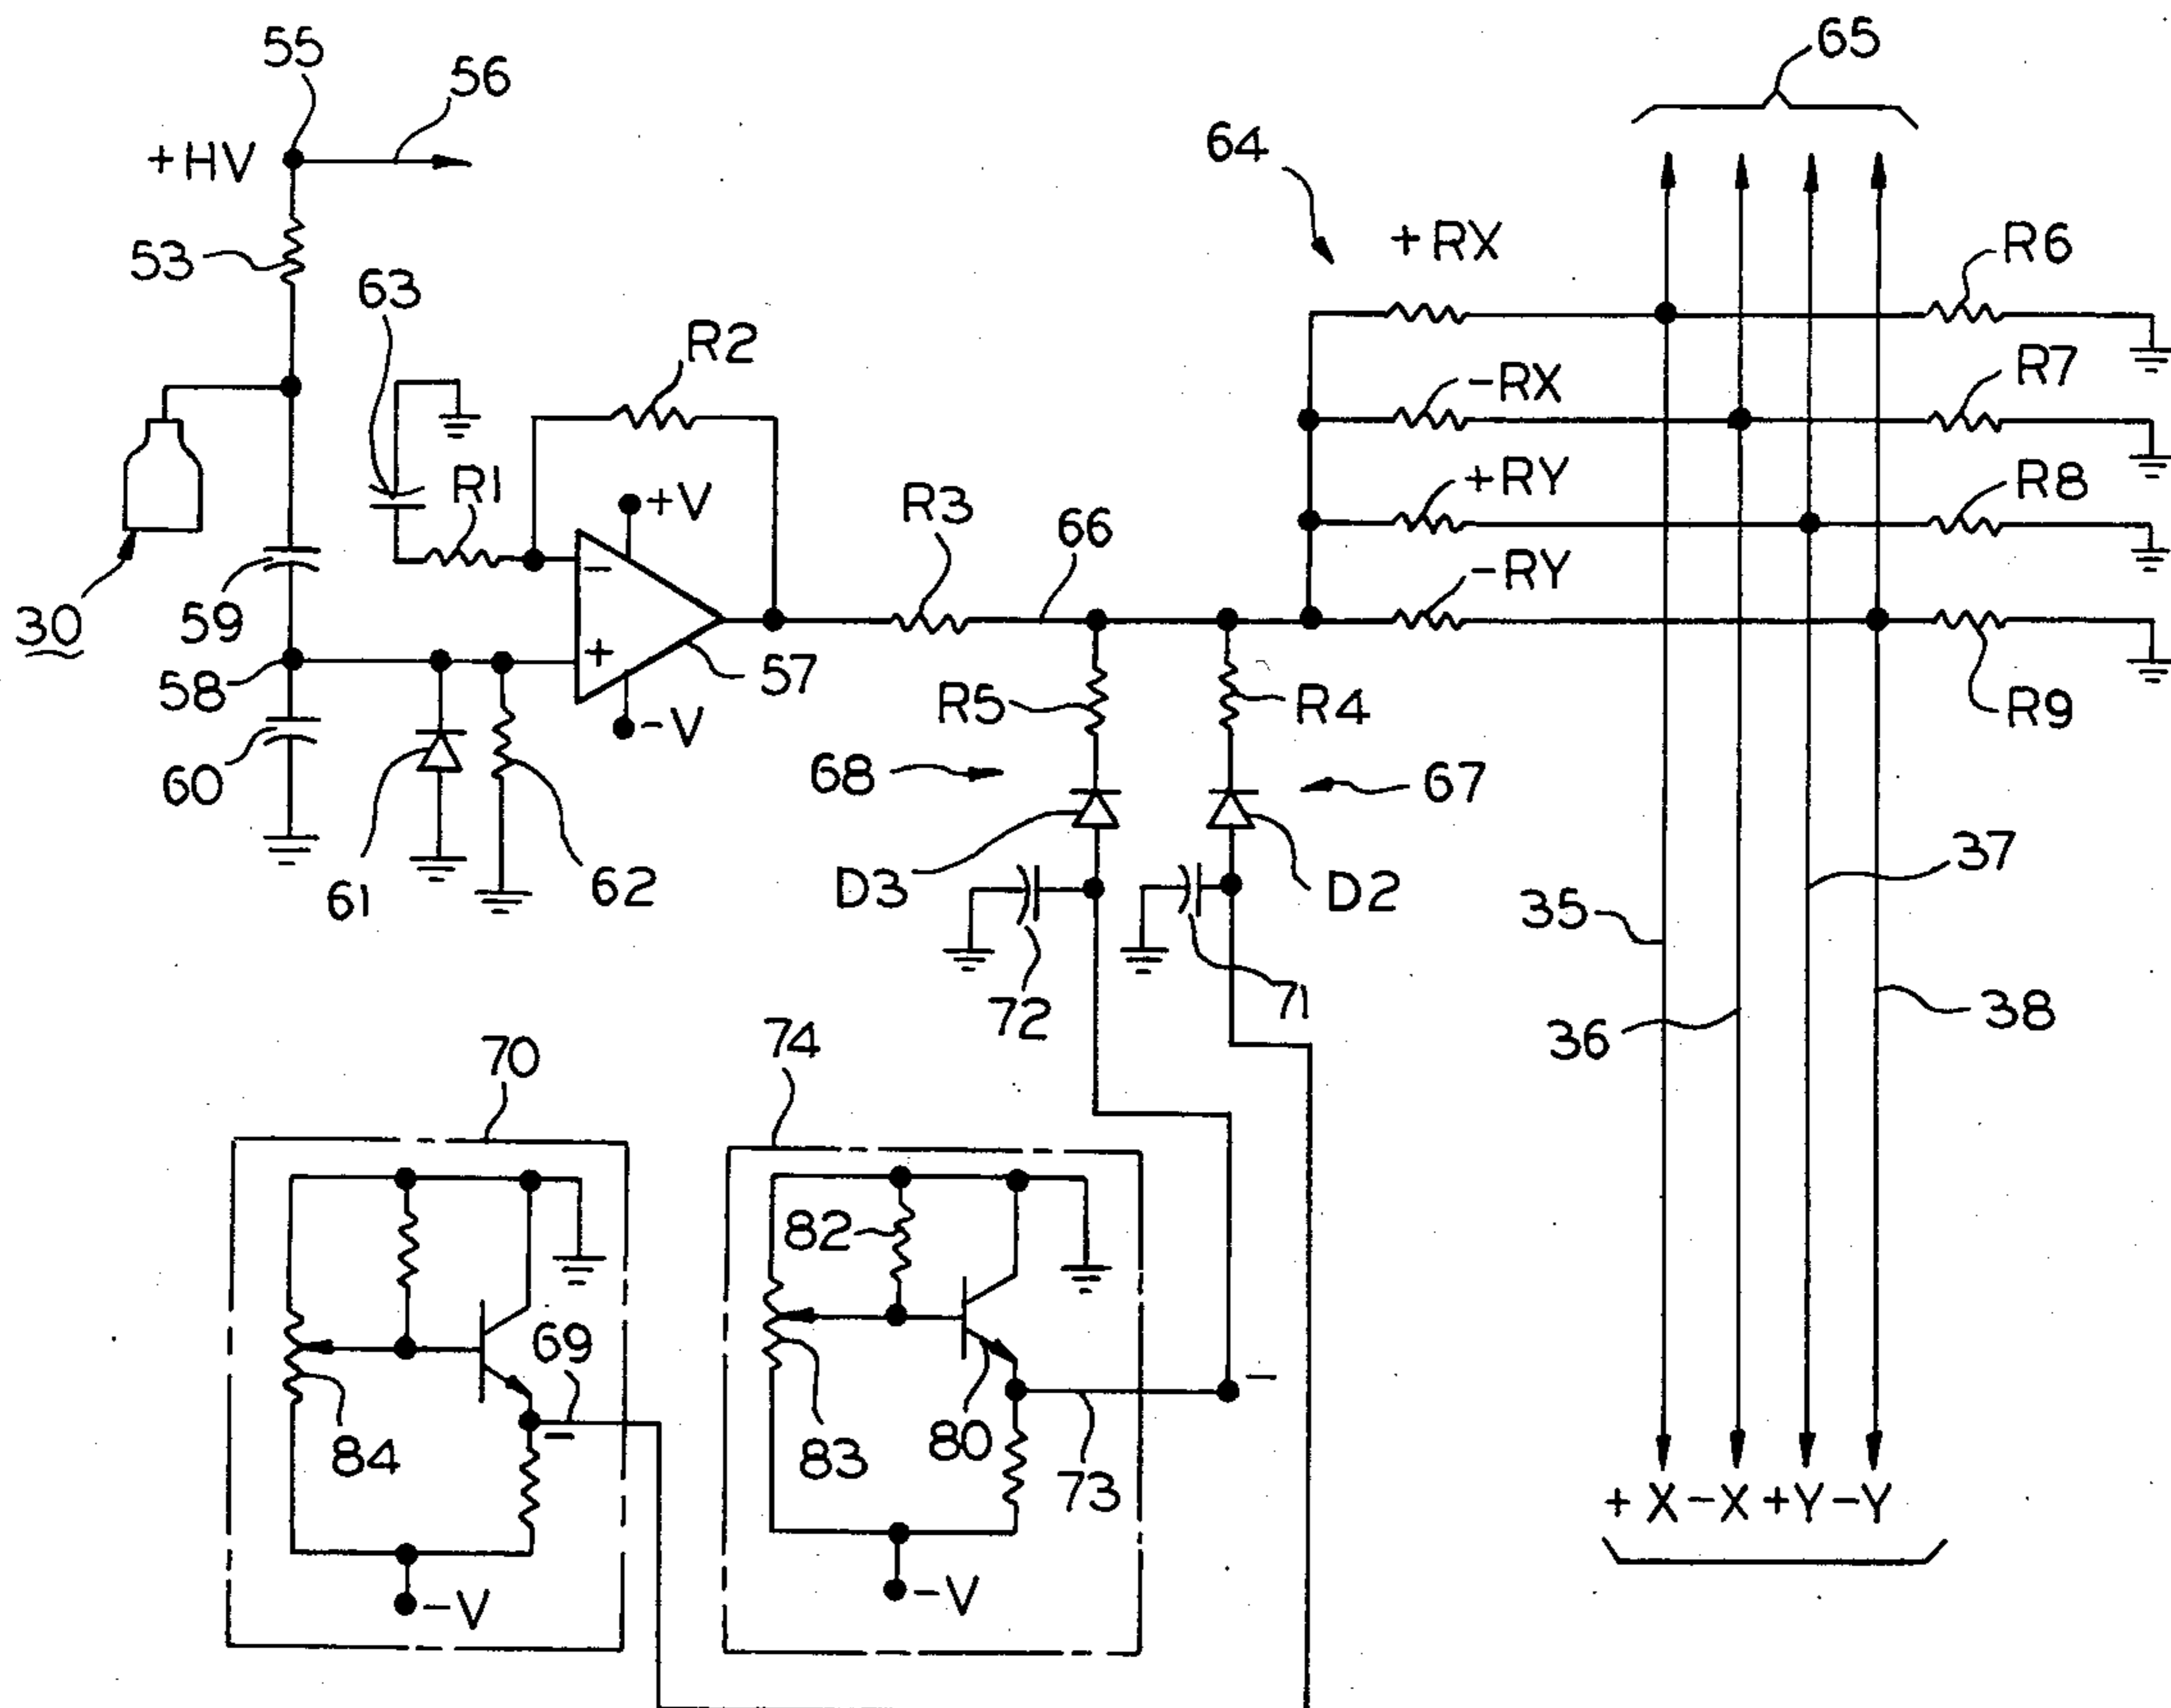 55
56
65
+HV
64
+RX
R6
53
63
R2
-RX
R7
R1
+V
+RY
R8
R3
66
-RY
30
59
-
+
57
58
-V
R5
R4
R9
60
68
67
61
62
D3
D2
37
35
72
71
36
38
70
74
82
69
-
-
84
83
80
73
+X -X +Y -Y
-V
-V